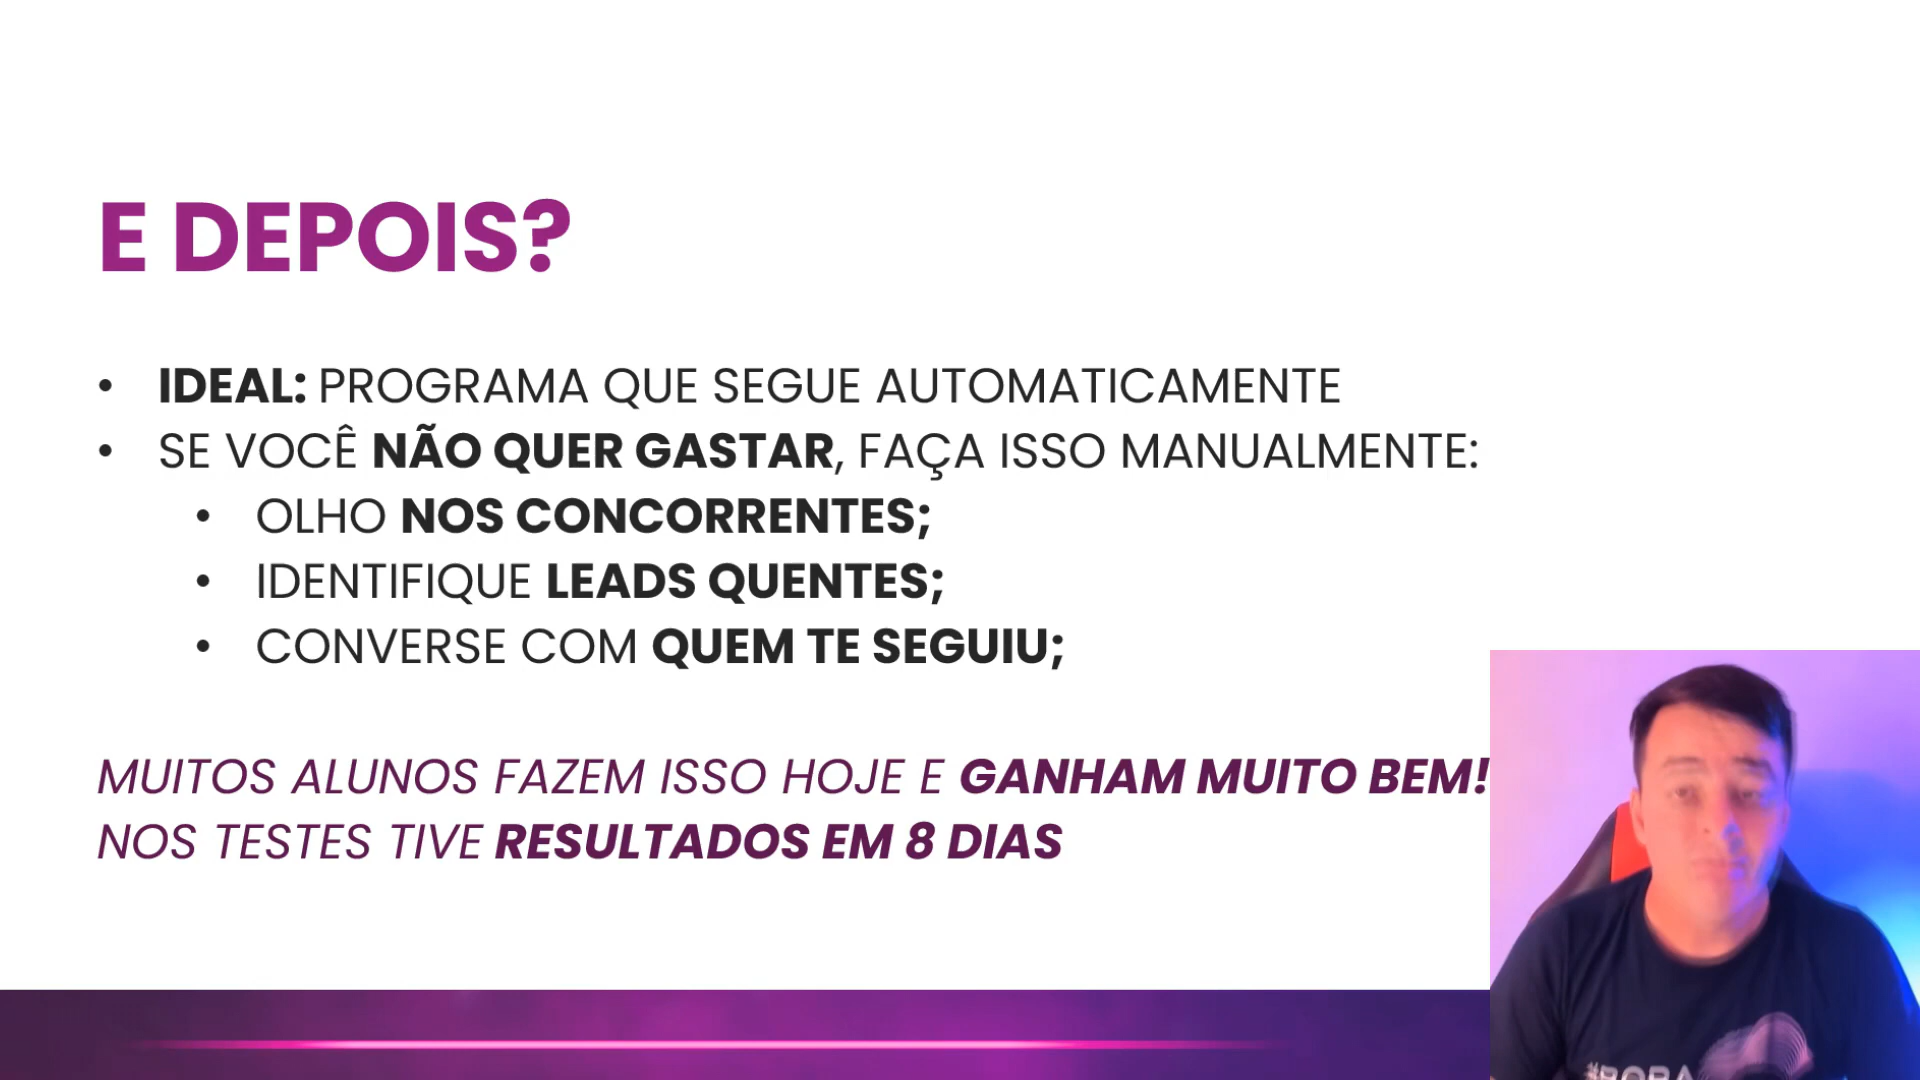 E DEPOIS?
• IDEAL: PROGRAMA QUE SEGUE AUTOMATICAMENTE
• SE VOCÊ NÃO QUER GASTAR, FAÇA ISSO MANUALMENTE:
• OLHO NOS CONCORRENTES;
• IDENTIFIQUE LEADS QUENTES;
• CONVERSE COM QUEM TE SEGUIU;
MUITOS ALUNOS FAZEM ISSO HOJE E GANHAM MUITO BEM!
NOS TESTES TIVE RESULTADOS EM 8 DIAS
#BORA